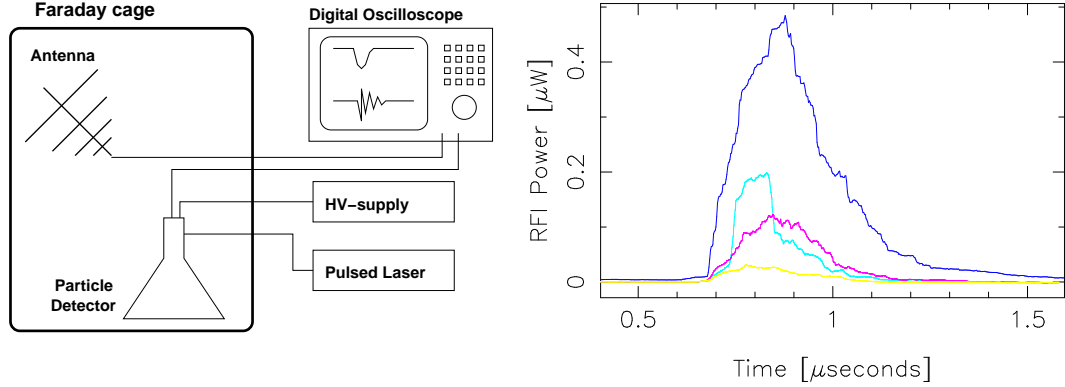 Faraday cage
Digital Oscilloscope
Antenna
HV−supply
Pulsed Laser
Particle
Detector
RFI Power [μW]
0.4
0.2
0
0.5
1
1.5
Time [μseconds]